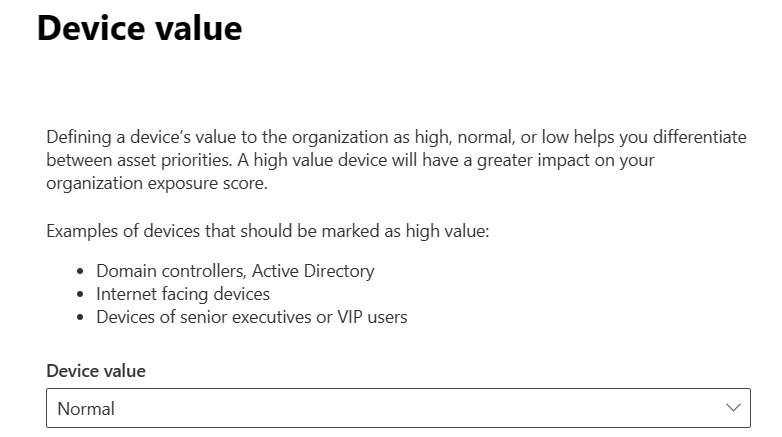 Device value
Defining a device's value to the organization as high, normal, or low helps you differentiate
between asset priorities. A high value device will have a greater impact on your
organization exposure score.
Examples of devices that should be marked as high value:
• Domain controllers, Active Directory
• Internet facing devices
• Devices of senior executives or VIP users
Device value
Normal